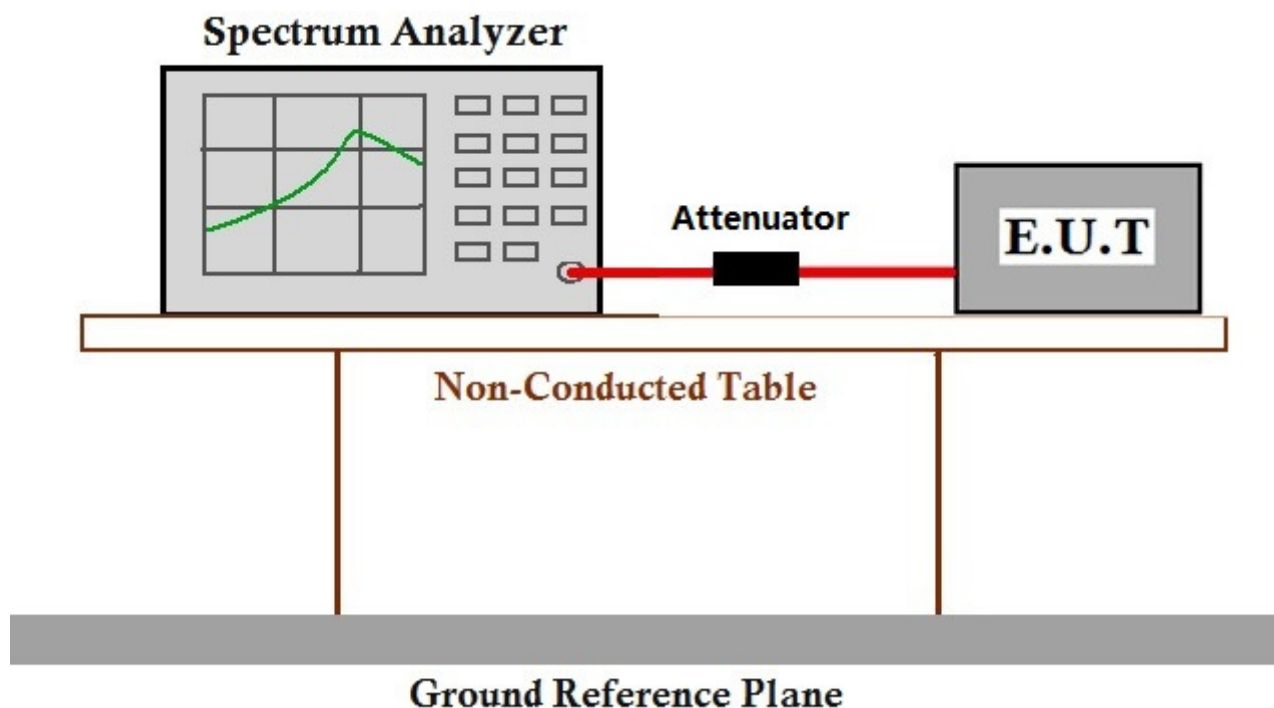 Spectrum Analyzer
Attenuator
E.U.T
Non-Conducted Table
Ground Reference Plane